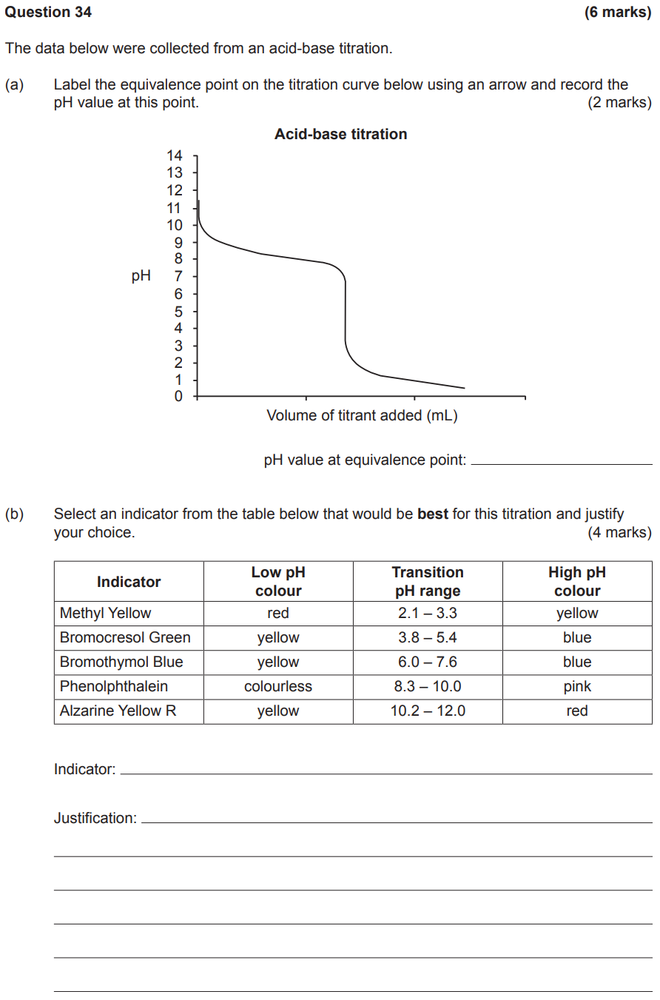 Question 34 (6 marks)
The data below were collected from an acid-base titration.
(a) Label the equivalence point on the titration curve below using an arrow and record the
pH value at this point. (2 marks)
Acid-base titration
14
13
12
11
10
9
8
pH 7
6
5
4
3
2
1
0
Volume of titrant added (mL)
pH value at equivalence point:
(b) Select an indicator from the table below that would be best for this titration and justify
your choice. (4 marks)
Indicator Low pH colour Transition pH range High pH colour
Methyl Yellow red 2.1 – 3.3 yellow
Bromocresol Green yellow 3.8 – 5.4 blue
Bromothymol Blue yellow 6.0 – 7.6 blue
Phenolphthalein colourless 8.3 – 10.0 pink
Alzarine Yellow R yellow 10.2 – 12.0 red
Indicator:
Justification: